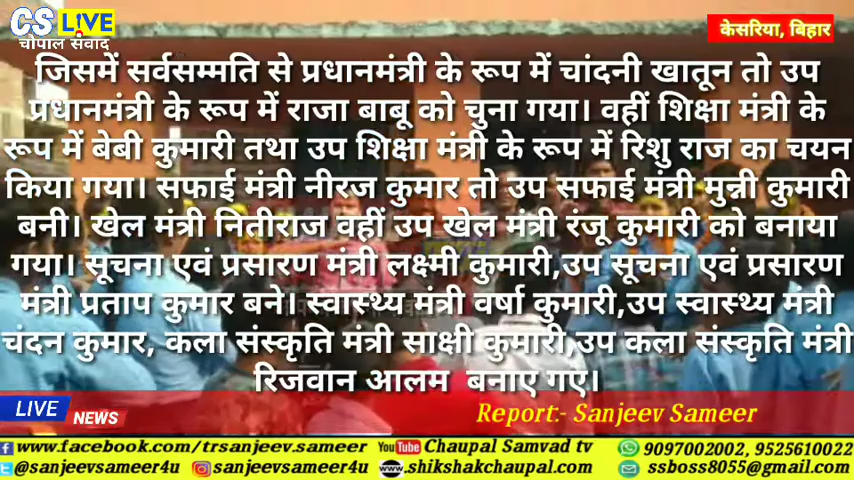 CS LIVE
चौपाल संवाद
केसरिया, बिहार
जिसमें सर्वसम्मति से प्रधानमंत्री के रूप में चांदनी खातून तो उप
प्रधानमंत्री के रूप में राजा बाबू को चुना गया। वहीं शिक्षा मंत्री के
रूप में बेबी कुमारी तथा उप शिक्षा मंत्री के रूप में रिशु राज का चयन
किया गया। सफाई मंत्री नीरज कुमार तो उप सफाई मंत्री मुन्नी कुमारी
बनी। खेल मंत्री नितीराज वहीं उप खेल मंत्री रंजू कुमारी को बनाया
गया। सूचना एवं प्रसारण मंत्री लक्ष्मी कुमारी,उप सूचना एवं प्रसारण
मंत्री प्रताप कुमार बने। स्वास्थ्य मंत्री वर्षा कुमारी,उप स्वास्थ्य मंत्री
चंदन कुमार, कला संस्कृति मंत्री साक्षी कुमारी,उप कला संस्कृति मंत्री
रिजवान आलम बनाए गए।
LIVE NEWS
Report:- Sanjeev Sameer
www.facebook.com/trsanjeev.sameer YouTube Chaupal Samvad tv 9097002002, 9525610022
@sanjeevsameer4u sanjeevsameer4u www.shikshakchaupal.com ssboss8055@gmail.com